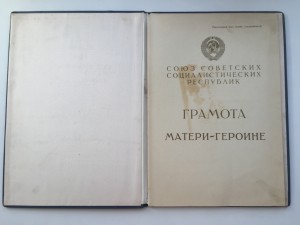 СОЮЗ СОВЕТСКИХ
СОЦИАЛИСТИЧЕСКИХ
РЕСПУБЛИК
ГРАМОТА
МАТЕРИ-ГЕРОИНЕ